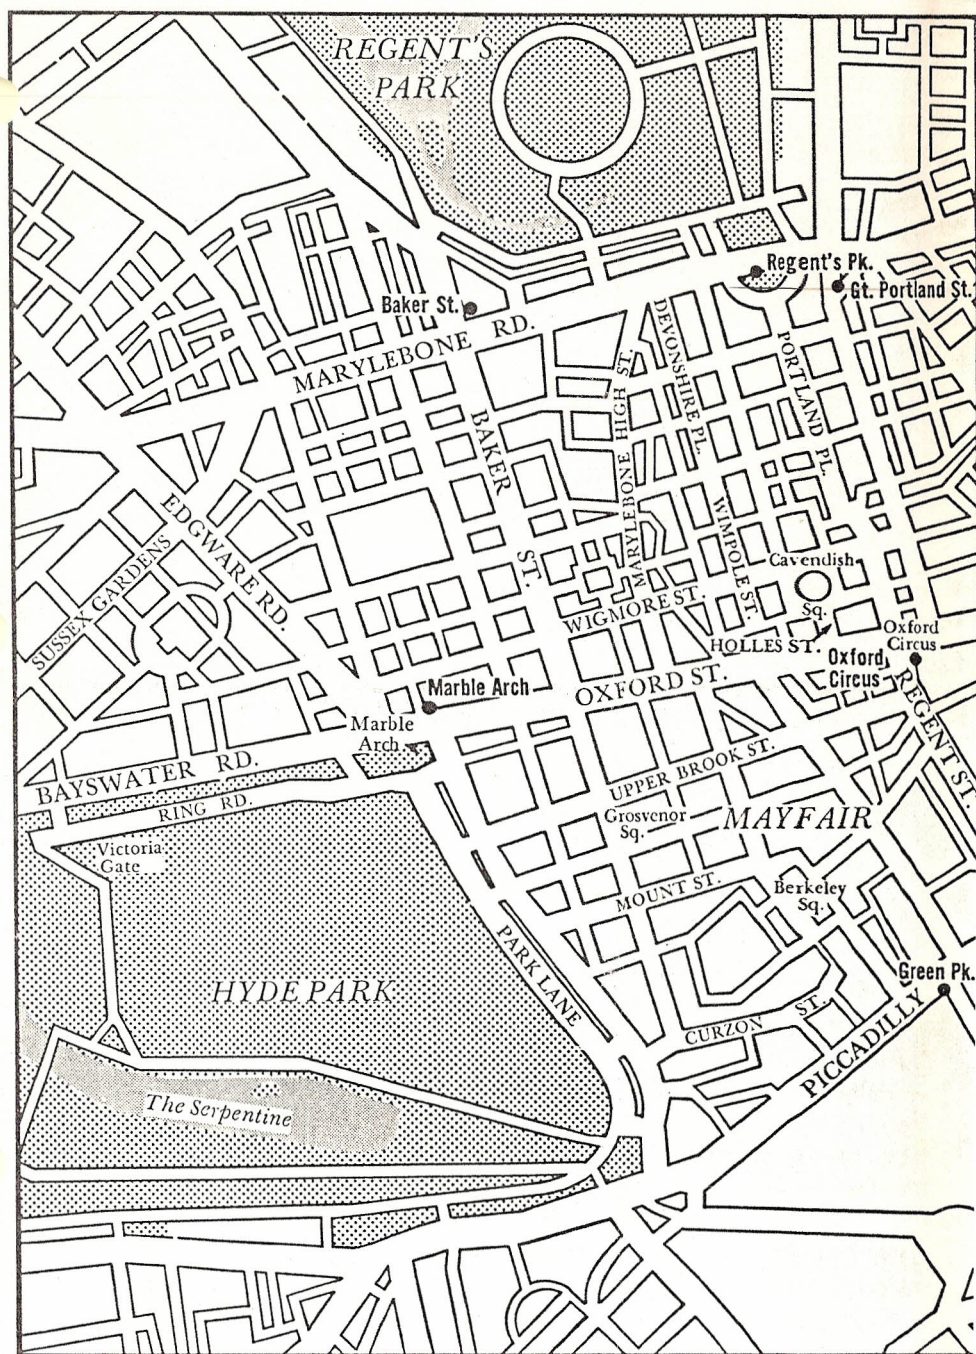 REGENT'S
PARK
Regent's Pk.
Gt. Portland St.
Baker St.
MARYLEBONE RD.
DEVONSHIRE PL.
PORTLAND PL.
MARYLEBONE HIGH ST.
BAKER ST.
EDGWARE RD.
SUSSEX GARDENS
WIMPOLE ST.
Cavendish
Sq.
WIGMORE ST.
HOLLES ST.
Oxford
Circus
Oxford
Circus
Marble Arch
OXFORD ST.
REGENT ST.
Marble
Arch
BAYSWATER RD.
RING RD.
UPPER BROOK ST.
Grosvenor
Sq.
MAYFAIR
Victoria
Gate
MOUNT ST.
Berkeley
Sq.
PARK LANE
Green Pk.
HYDE PARK
CURZON ST.
PICCADILLY
The Serpentine